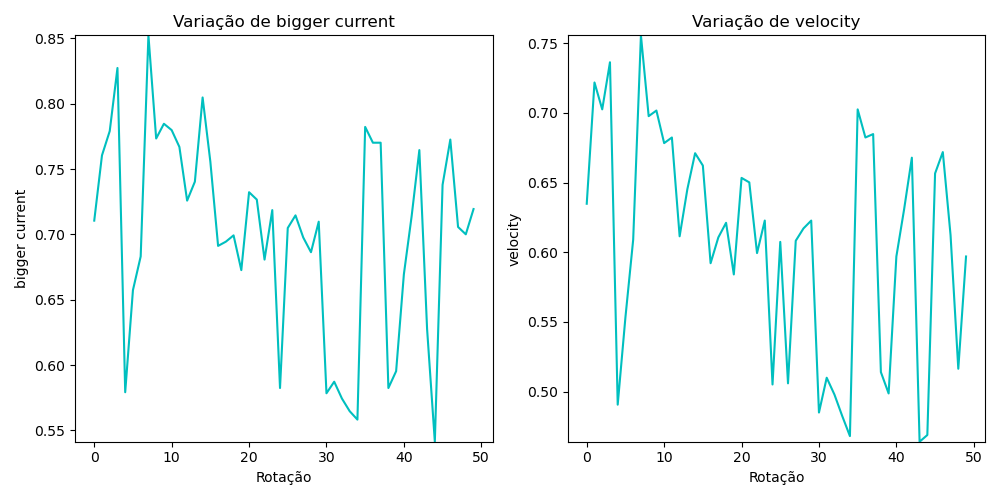 Variação de bigger current
0.85
0.80
0.75
0.70
0.65
0.60
0.55
bigger current
0 10 20 30 40 50
Rotação
Variação de velocity
0.75
0.70
0.65
0.60
0.55
0.50
velocity
0 10 20 30 40 50
Rotação